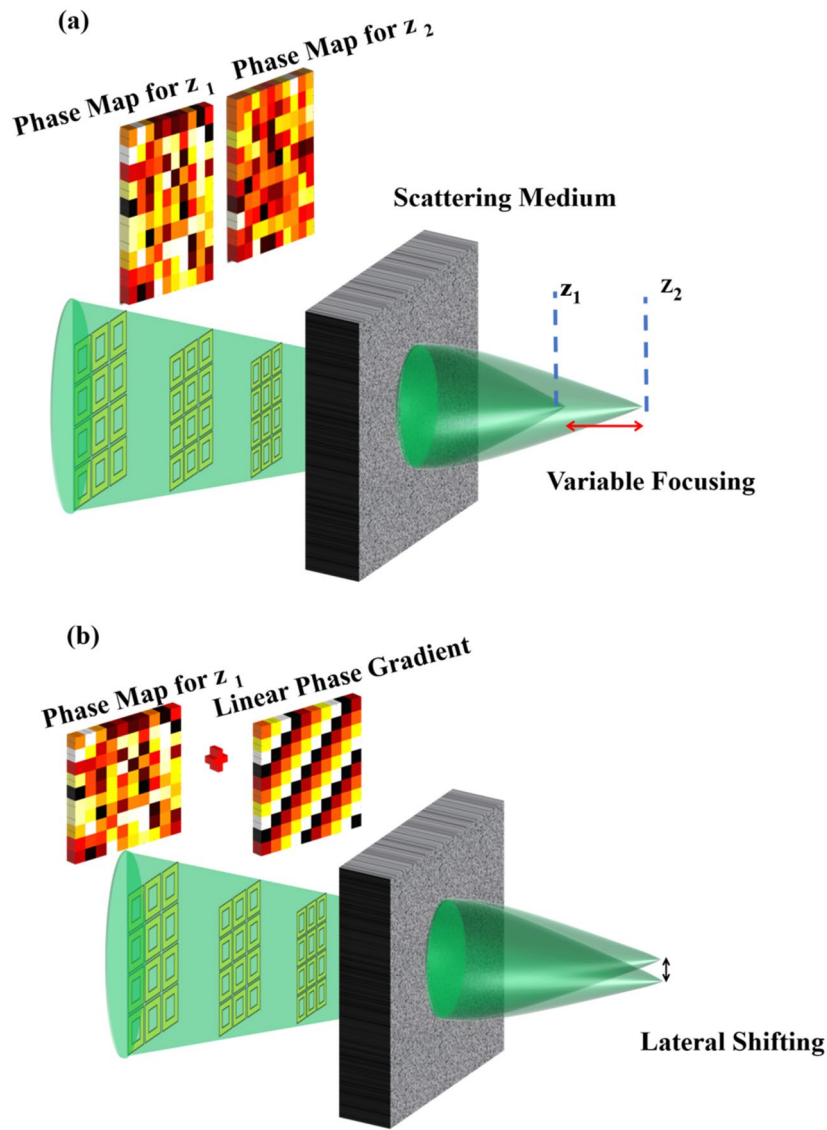 (a)
Phase Map for z 1
Phase Map for z 2
Scattering Medium
z1
z2
Variable Focusing
(b)
Phase Map for z 1
Linear Phase Gradient
Lateral Shifting